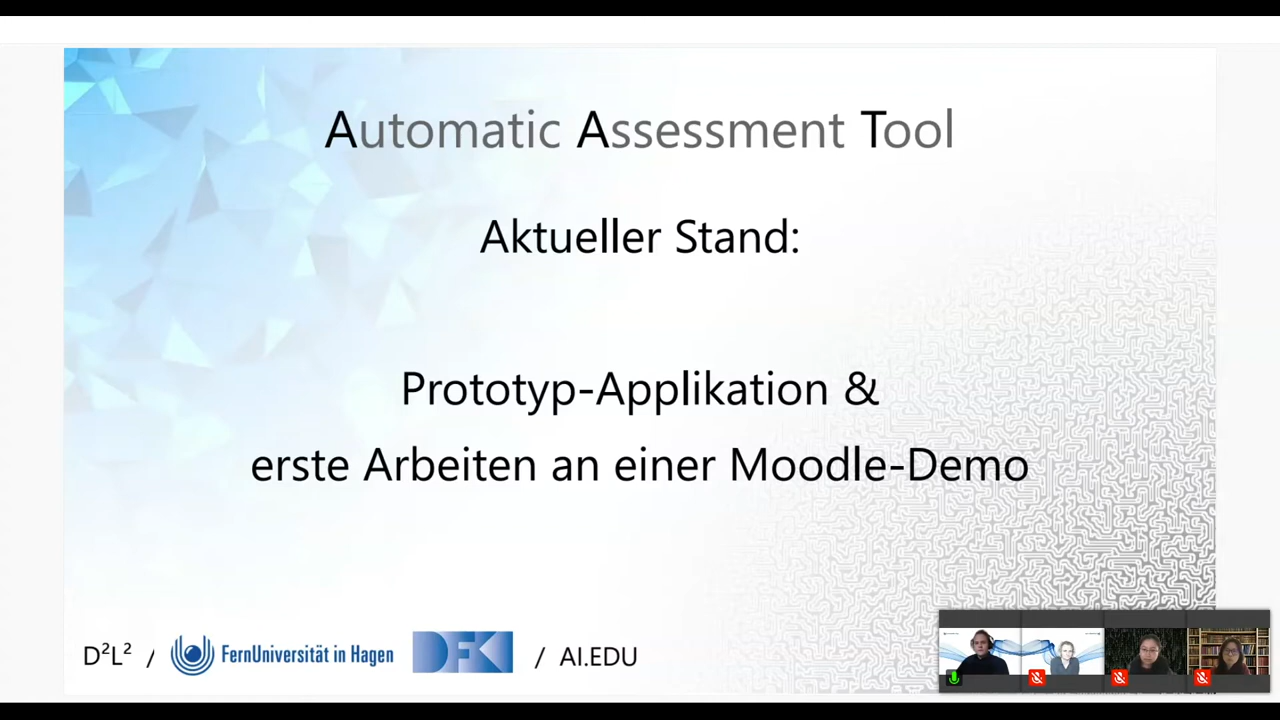 Automatic Assessment Tool
Aktueller Stand:
Prototyp-Applikation &
erste Arbeiten an einer Moodle-Demo
D²L² / FernUniversität in Hagen DFKI / AI.EDU